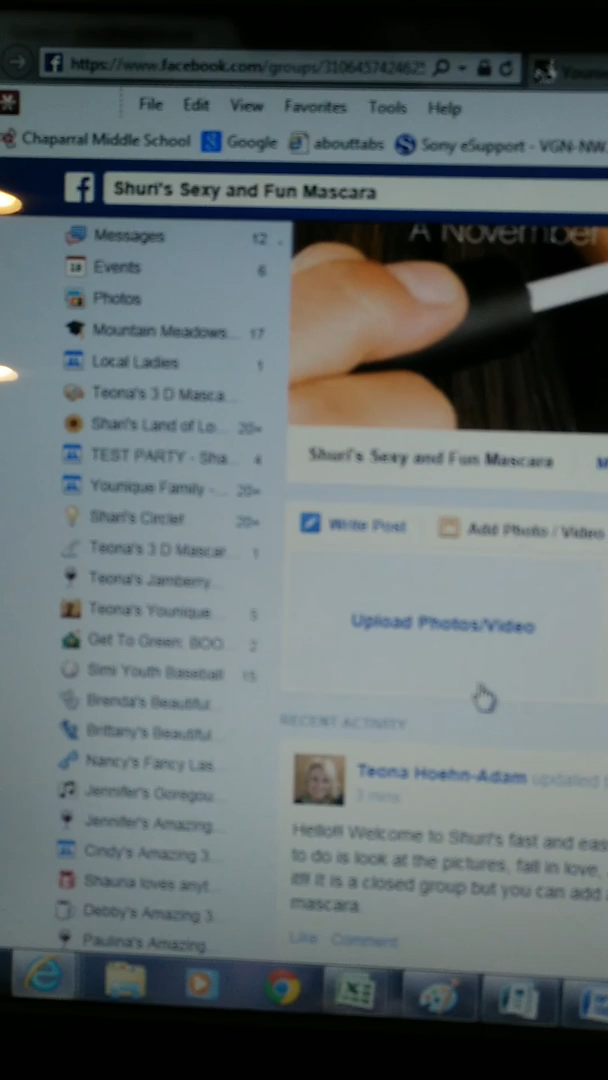 https://www.facebook.com/groups/310645742462
File Edit View Favorites Tools Help
Chaparral Middle School Google abouttabs Sony eSupport - VGN-NW
Shuri's Sexy and Fun Mascara
A November
Messages 12
Events 6
Photos
Mountain Meadows... 17
Local Ladies 1
Teona's 3 D Masca...
Shari's Land of Lo... 20+
TEST PARTY - Sha... 4
Younique Family -... 20+
Shari's Circle! 20+
Teona's 3 D Mascar... 1
Teona's Jamberry...
Teona's Younique... 5
Get To Green: BOO... 2
Simi Youth Baseball 15
Brenda's Beautiful...
Brittany's Beautiful...
Nancy's Fancy Las...
Jennifer's Goregou...
Jennifer's Amazing...
Cindy's Amazing 3...
Shauna loves anyt...
Debby's Amazing 3...
Paulina's Amazing...
Shuri's Sexy and Fun Mascara
Write Post Add Photo / Video
Upload Photos/Video
RECENT ACTIVITY
Teona Hoehn-Adam updated
3 mins
Hello!! Welcome to Shuri's fast and eas
to do is look at the pictures, fall in love,
it!!! It is a closed group but you can add
mascara.
Like Comment